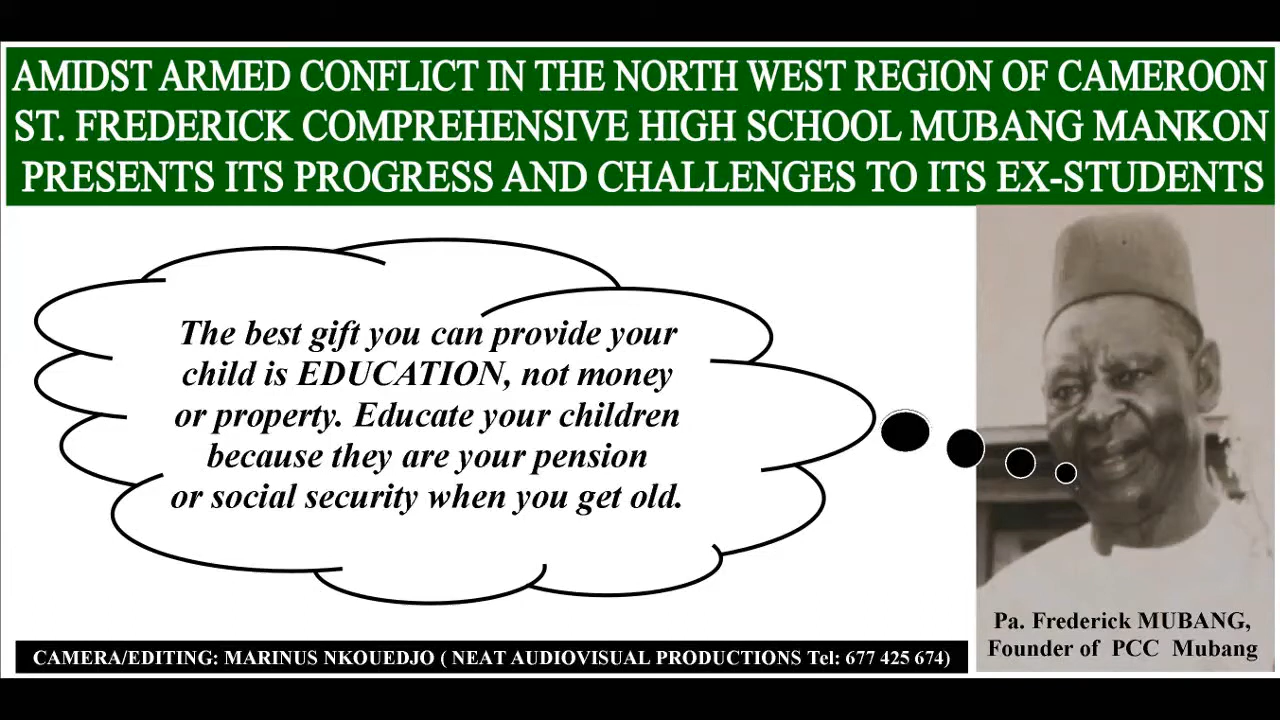 AMIDST ARMED CONFLICT IN THE NORTH WEST REGION OF CAMEROON
ST. FREDERICK COMPREHENSIVE HIGH SCHOOL MUBANG MANKON
PRESENTS ITS PROGRESS AND CHALLENGES TO ITS EX-STUDENTS
The best gift you can provide your
child is EDUCATION, not money
or property. Educate your children
because they are your pension
or social security when you get old.
Pa. Frederick MUBANG,
Founder of PCC Mubang
CAMERA/EDITING: MARINUS NKOUEDJO ( NEAT AUDIOVISUAL PRODUCTIONS Tel: 677 425 674)